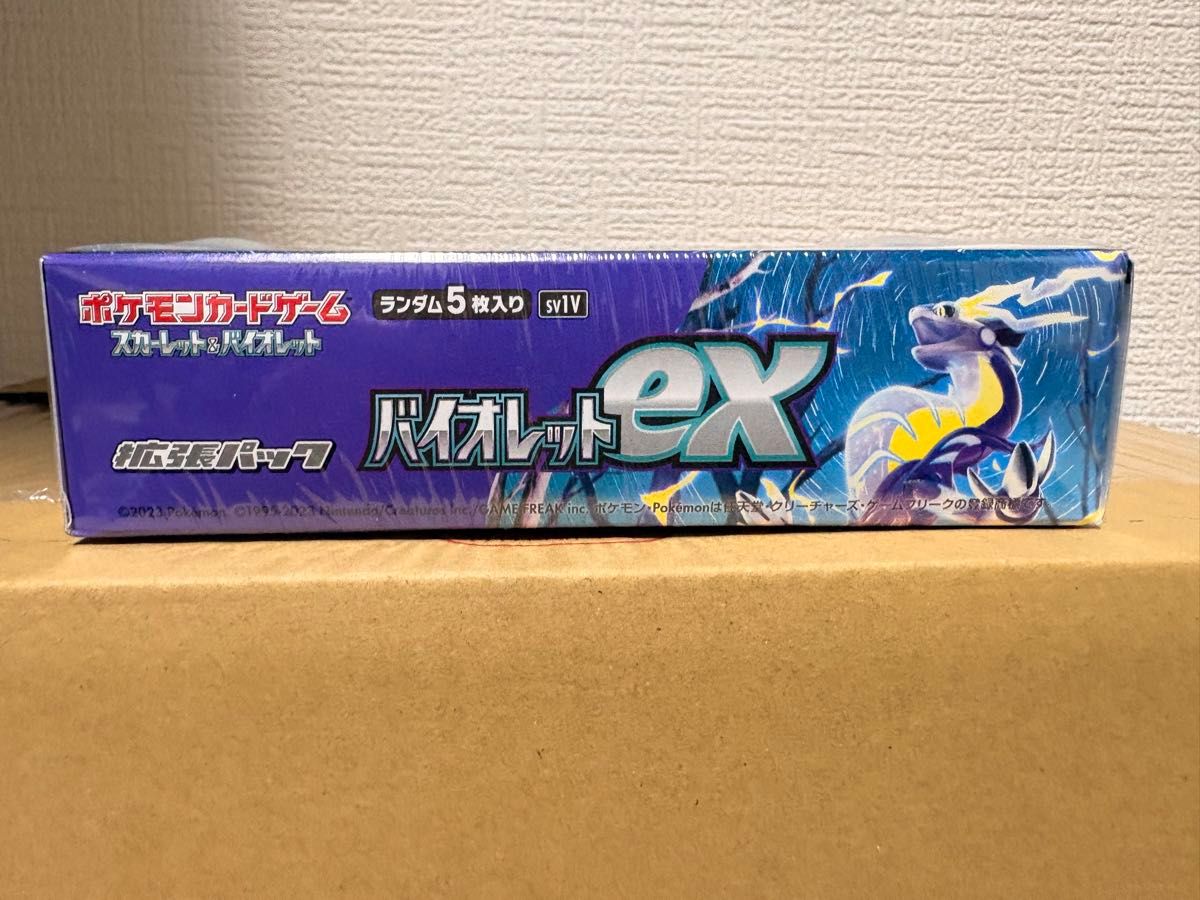 ポケモンカードゲーム
スカーレット&バイオレット
ランダム5枚入り
SV1V
拡張パック
バイオレットex
©2023 Pokémon. ©1995-2023 Nintendo/Creatures Inc./GAME FREAK inc. ポケモン・Pokémonは任天堂・クリーチャーズ・ゲームフリークの登録商標です。